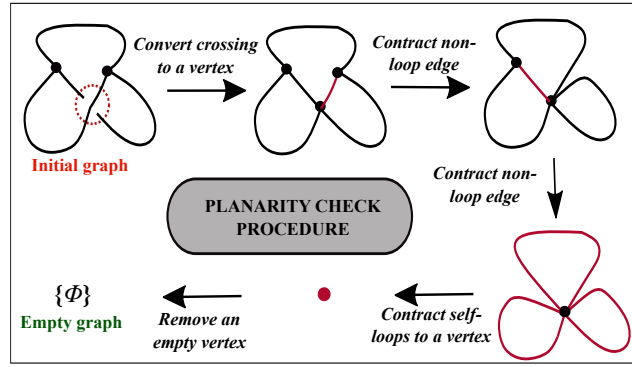 Convert crossing
to a vertex
Contract non-
loop edge
Initial graph
Contract non-
loop edge
PLANARITY CHECK
PROCEDURE
{Φ}
Empty graph
Remove an
empty vertex
Contract self-
loops to a vertex